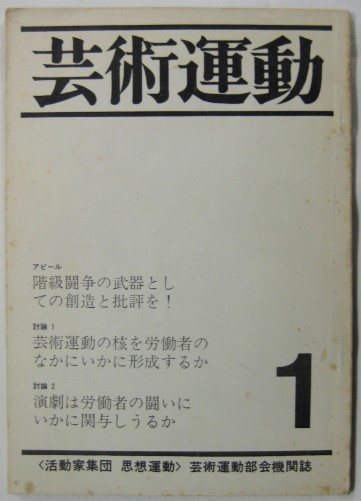 芸術運動
アピール
階級闘争の武器とし
ての創造と批評を！
討論 1
芸術運動の核を労働者の
なかにいかに形成するか
討論 2
演劇は労働者の闘いに
いかに関与しうるか
1
〈活動家集団 思想運動〉芸術運動部会機関誌